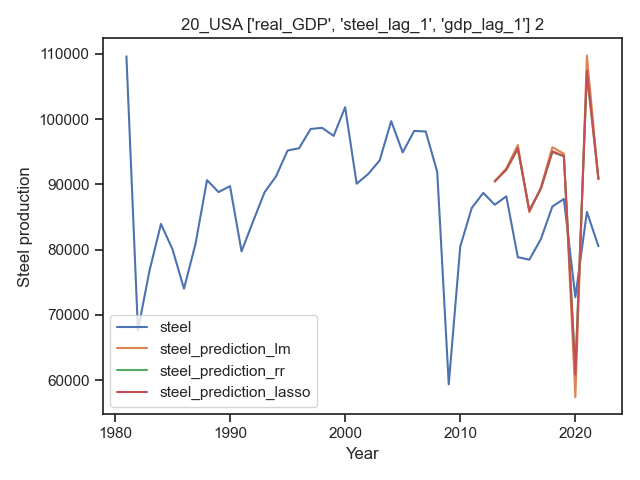 20_USA ['real_GDP', 'steel_lag_1', 'gdp_lag_1'] 2
110000
100000
90000
80000
70000
60000
Steel production
steel
steel_prediction_lm
steel_prediction_rr
steel_prediction_lasso
1980
1990
2000
2010
2020
Year